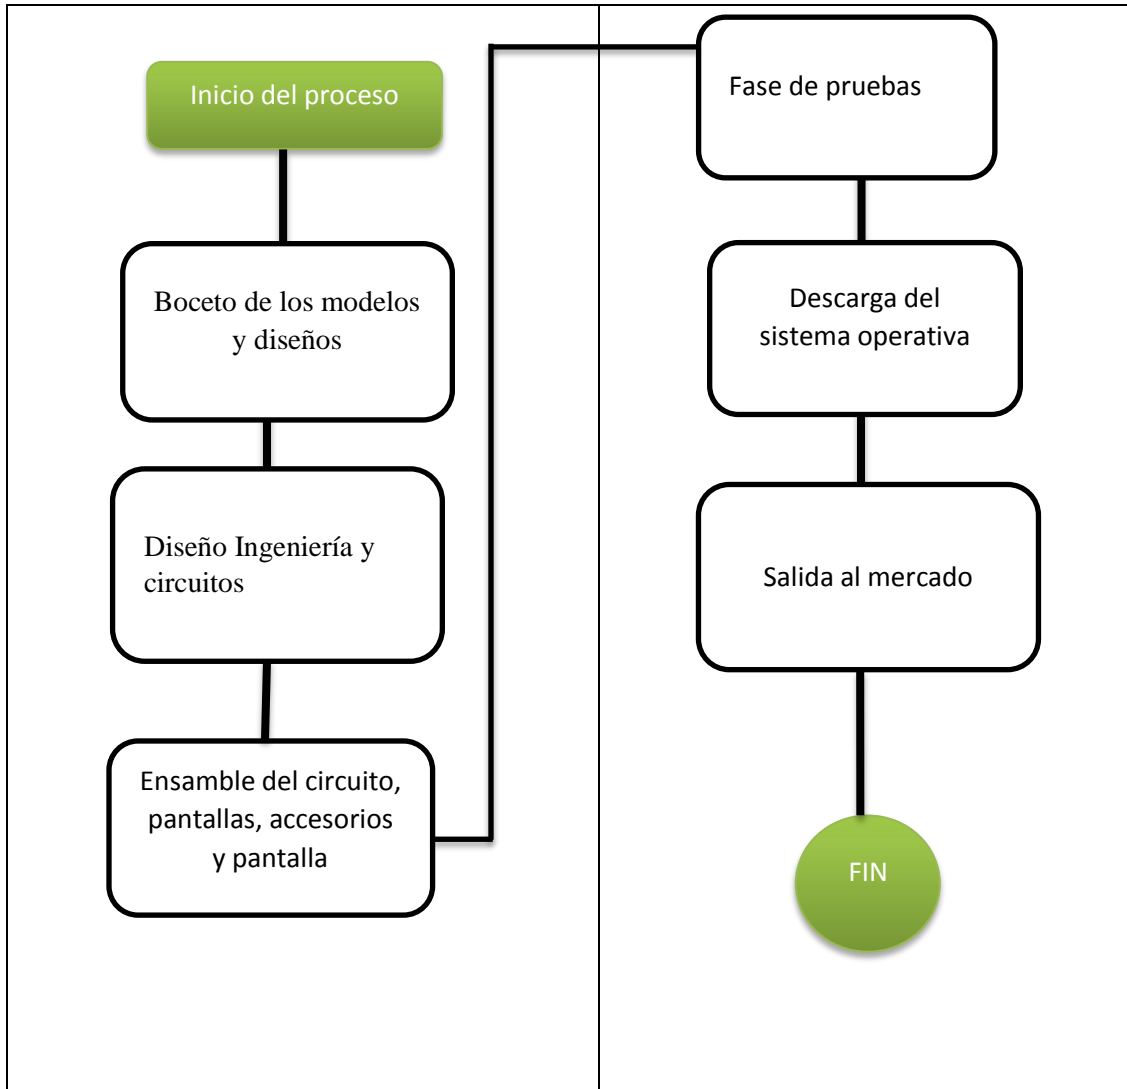 Inicio del proceso
Boceto de los modelos
y diseños
Diseño Ingeniería y
circuitos
Ensamble del circuito,
pantallas, accesorios
y pantalla
Fase de pruebas
Descarga del
sistema operativa
Salida al mercado
FIN